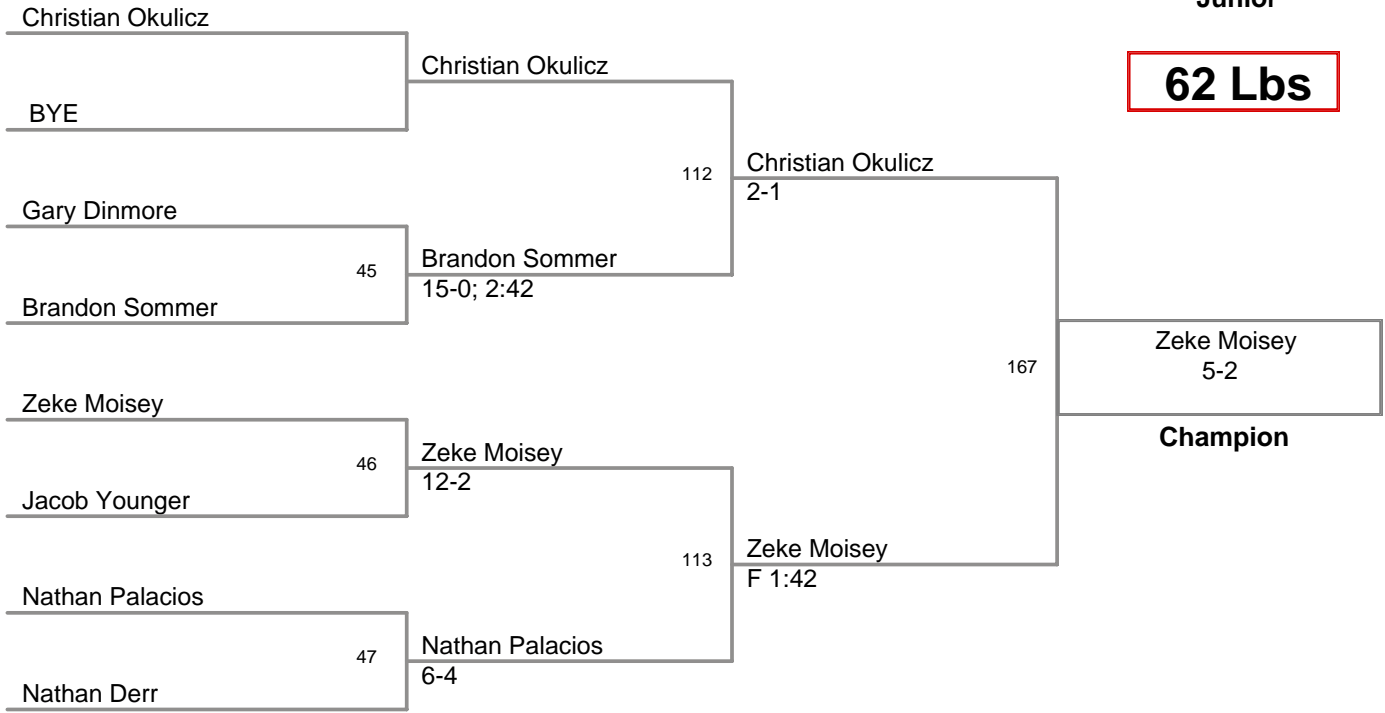 Junior
62 Lbs
Christian Okulicz
BYE
Gary Dinmore
45
Brandon Sommer
Zeke Moisey
46
Jacob Younger
Nathan Palacios
47
Nathan Derr
Christian Okulicz
112
Brandon Sommer
15-0; 2:42
Zeke Moisey
12-2
113
Nathan Palacios
6-4
Christian Okulicz
2-1
167
Zeke Moisey
F 1:42
Zeke Moisey
5-2
Champion